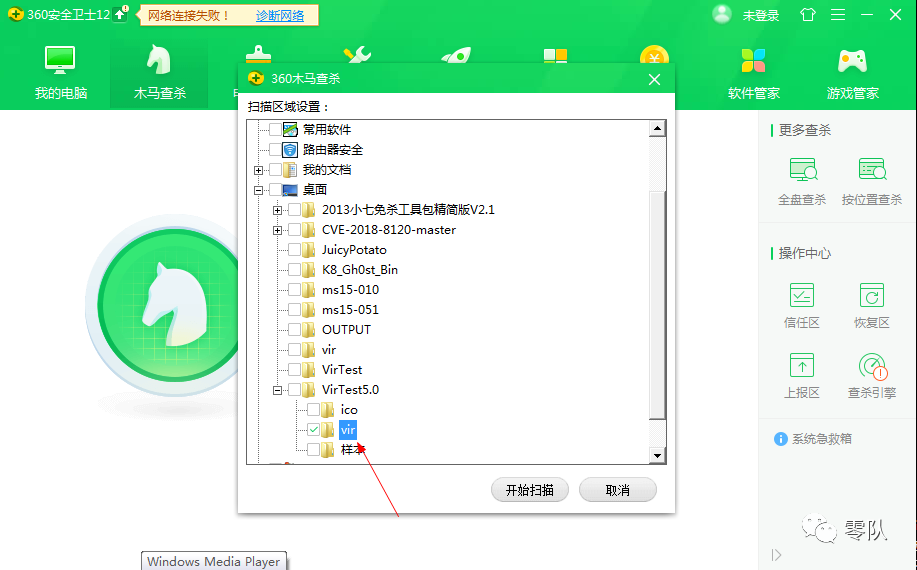 360安全卫士12
网络连接失败！ 诊断网络
未登录
我的电脑
木马查杀
软件管家
游戏管家
360木马查杀
扫描区域设置：
常用软件
路由器安全
我的文档
桌面
2013小七免杀工具包精简版V2.1
CVE-2018-8120-master
JuicyPotato
K8_Gh0st_Bin
ms15-010
ms15-051
OUTPUT
vir
VirTest
VirTest5.0
ico
vir
样本
开始扫描
取消
更多查杀
全盘查杀
按位置查杀
操作中心
信任区
恢复区
上报区
查杀引擎
系统急救箱
零队
Windows Media Player